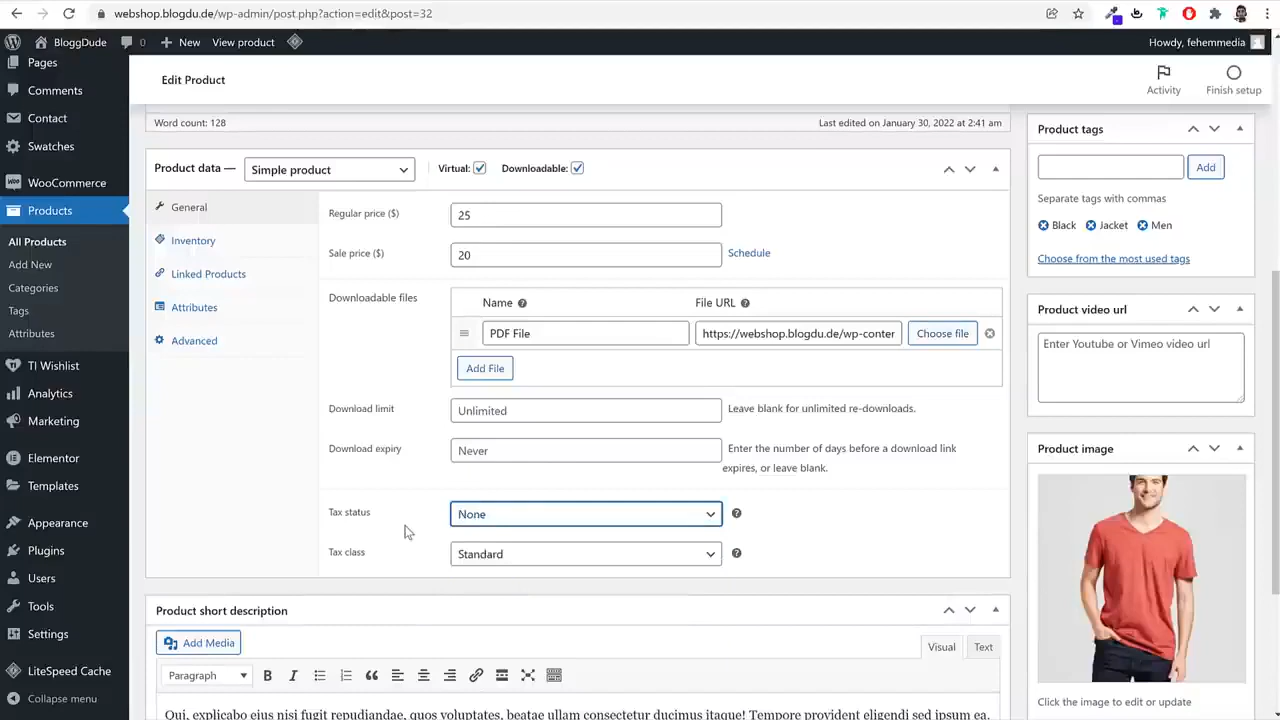 webshop.blogdu.de/wp-admin/post.php?action=edit&post=32
BloggDude 0 + New View product Howdy, fehemmedia
Pages
Comments
Contact
Swatches
WooCommerce
Products
All Products
Add New
Categories
Tags
Attributes
TI Wishlist
Analytics
Marketing
Elementor
Templates
Appearance
Plugins
Users
Tools
Settings
LiteSpeed Cache
Collapse menu
Edit Product
Activity
Finish setup
Word count: 128 Last edited on January 30, 2022 at 2:41 am
Product data — Simple product Virtual: Downloadable:
General
Inventory
Linked Products
Attributes
Advanced
Regular price ($) 25
Sale price ($) 20 Schedule
Downloadable files
Name ? File URL ?
PDF File https://webshop.blogdu.de/wp-conter Choose file
Add File
Download limit Unlimited Leave blank for unlimited re-downloads.
Download expiry Never Enter the number of days before a download link
expires, or leave blank.
Tax status None ?
Tax class Standard ?
Product short description
Add Media
Visual Text
Paragraph B I
Qui, explicabo eius nisi fugit repudiandae, quos voluptates, beatae ullam consectetur ducimus itaque! Tempore provident eligendi sed ipsum ea.
Product tags
Add
Separate tags with commas
Black Jacket Men
Choose from the most used tags
Product video url
Enter Youtube or Vimeo video url
Product image
Click the image to edit or update